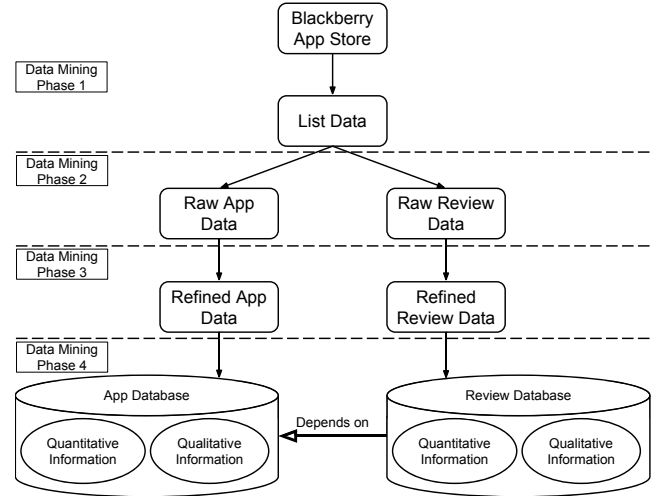 Blackberry
App Store
Data Mining
Phase 1
List Data
Data Mining
Phase 2
Raw App
Data
Raw Review
Data
Data Mining
Phase 3
Refined App
Data
Refined
Review Data
Data Mining
Phase 4
App Database
Review Database
Depends on
Quantitative
Information
Qualitative
Information
Quantitative
Information
Qualitative
Information